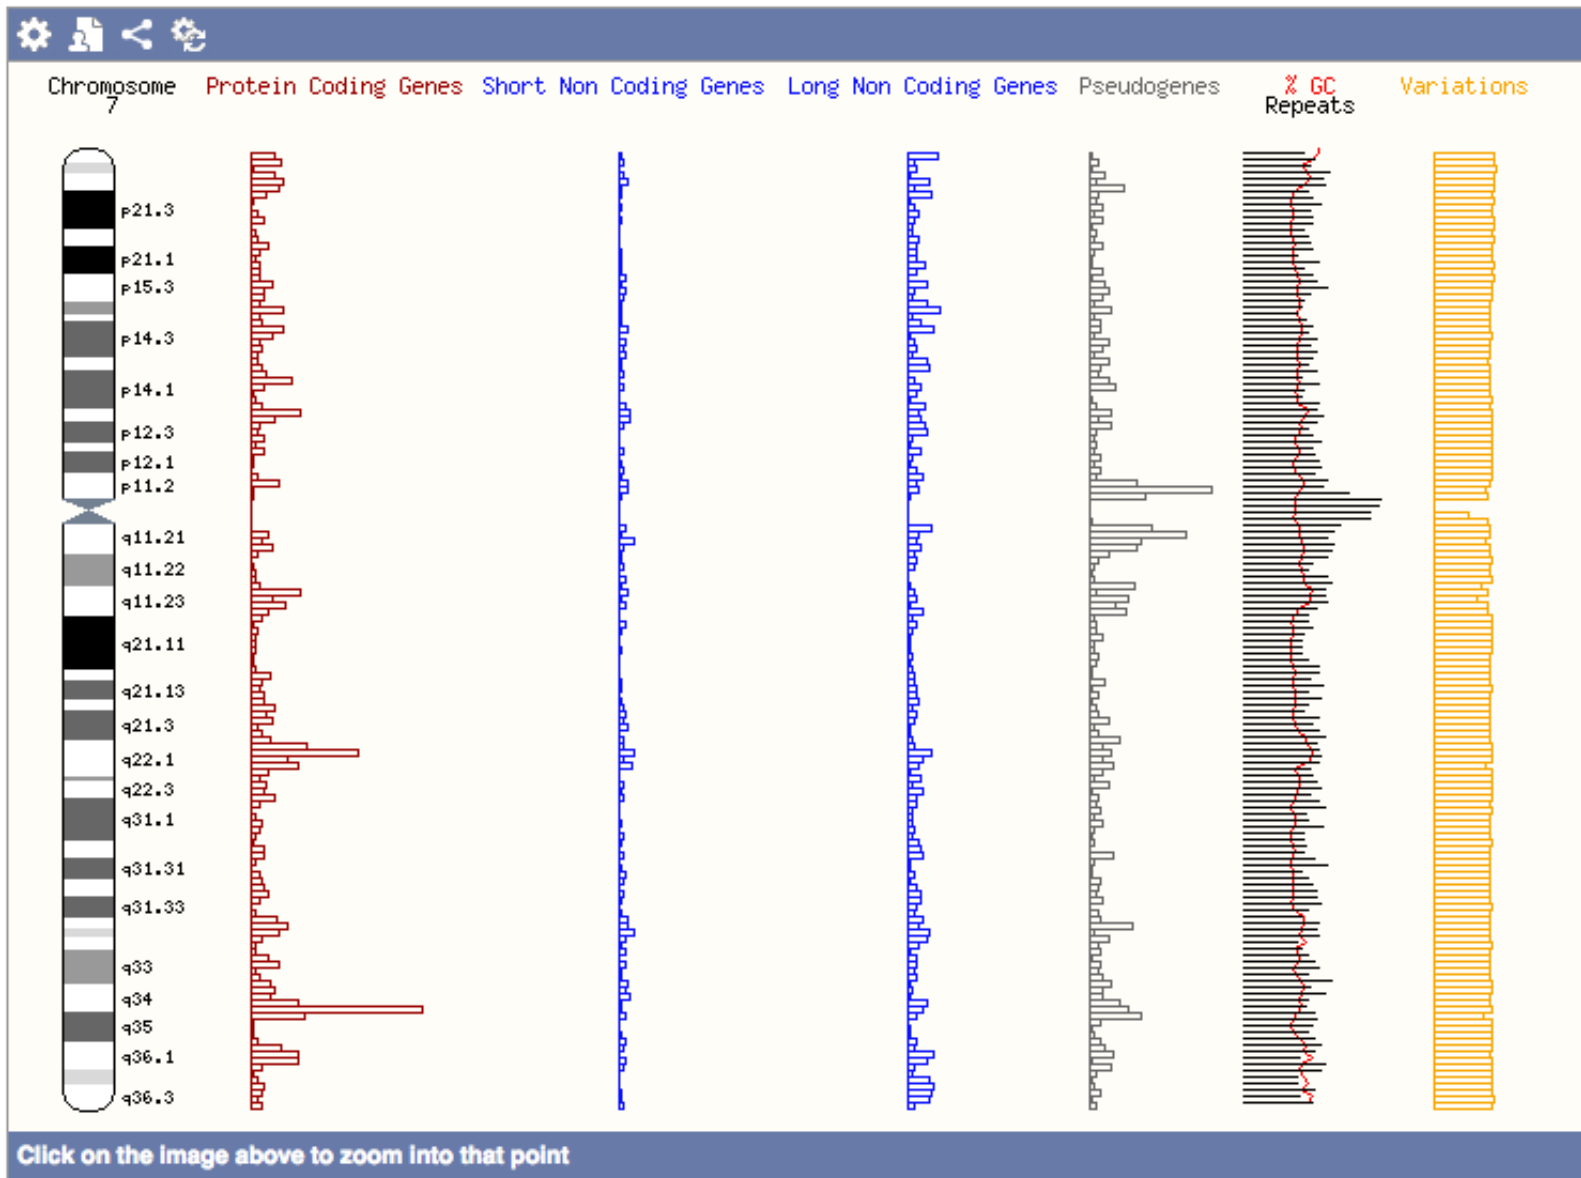 Chromosome 7
Protein Coding Genes
Short Non Coding Genes
Long Non Coding Genes
Pseudogenes
% GC
Repeats
Variations
p21.3
p21.1
p15.3
p14.3
p14.1
p12.3
p12.1
p11.2
q11.21
q11.22
q11.23
q21.11
q21.13
q21.3
q22.1
q22.3
q31.1
q31.31
q31.33
q33
q34
q35
q36.1
q36.3
Click on the image above to zoom into that point